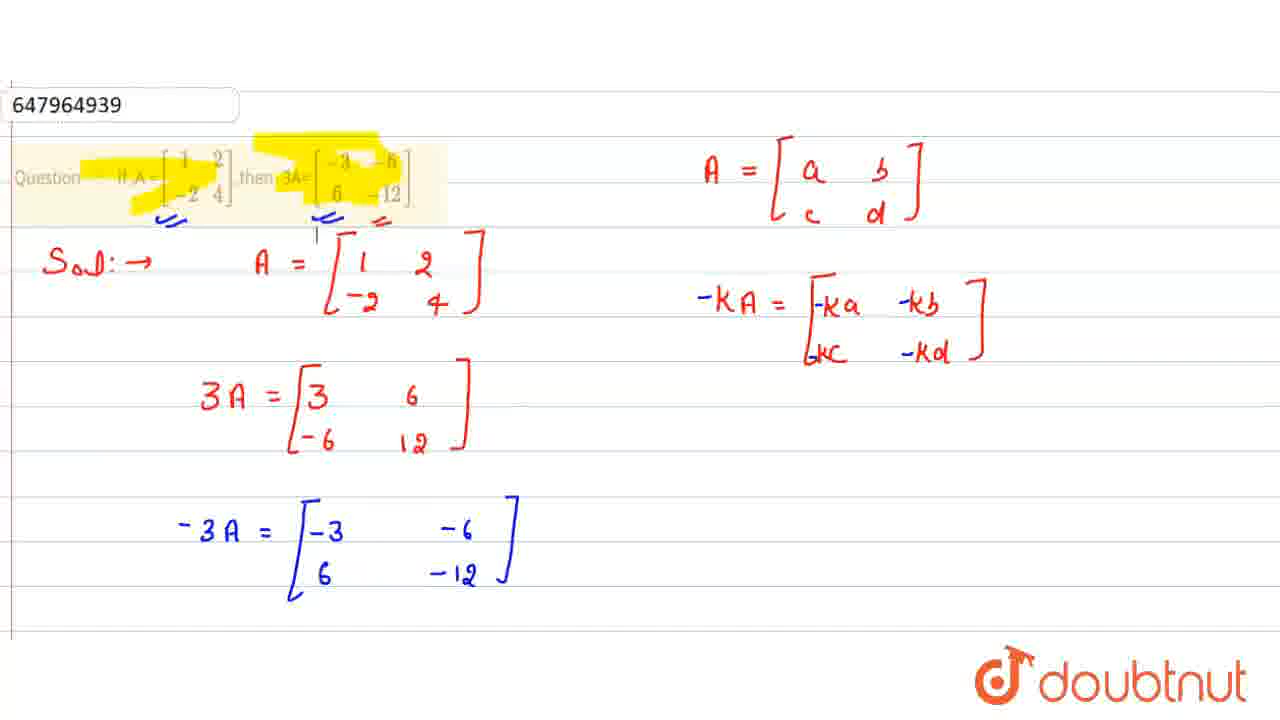 647964939
Question If A = [ 1 2 ] ,then 3A= [ -3 -6 ]
-2 4 6 -12
A = [ a b ]
c d
Sol:→ A = [ 1 2 ]
-2 4
-kA = [ -ka -kb ]
-kc -kd
3A = [ 3 6 ]
-6 12
-3A = [ -3 -6 ]
6 -12
doubtnut